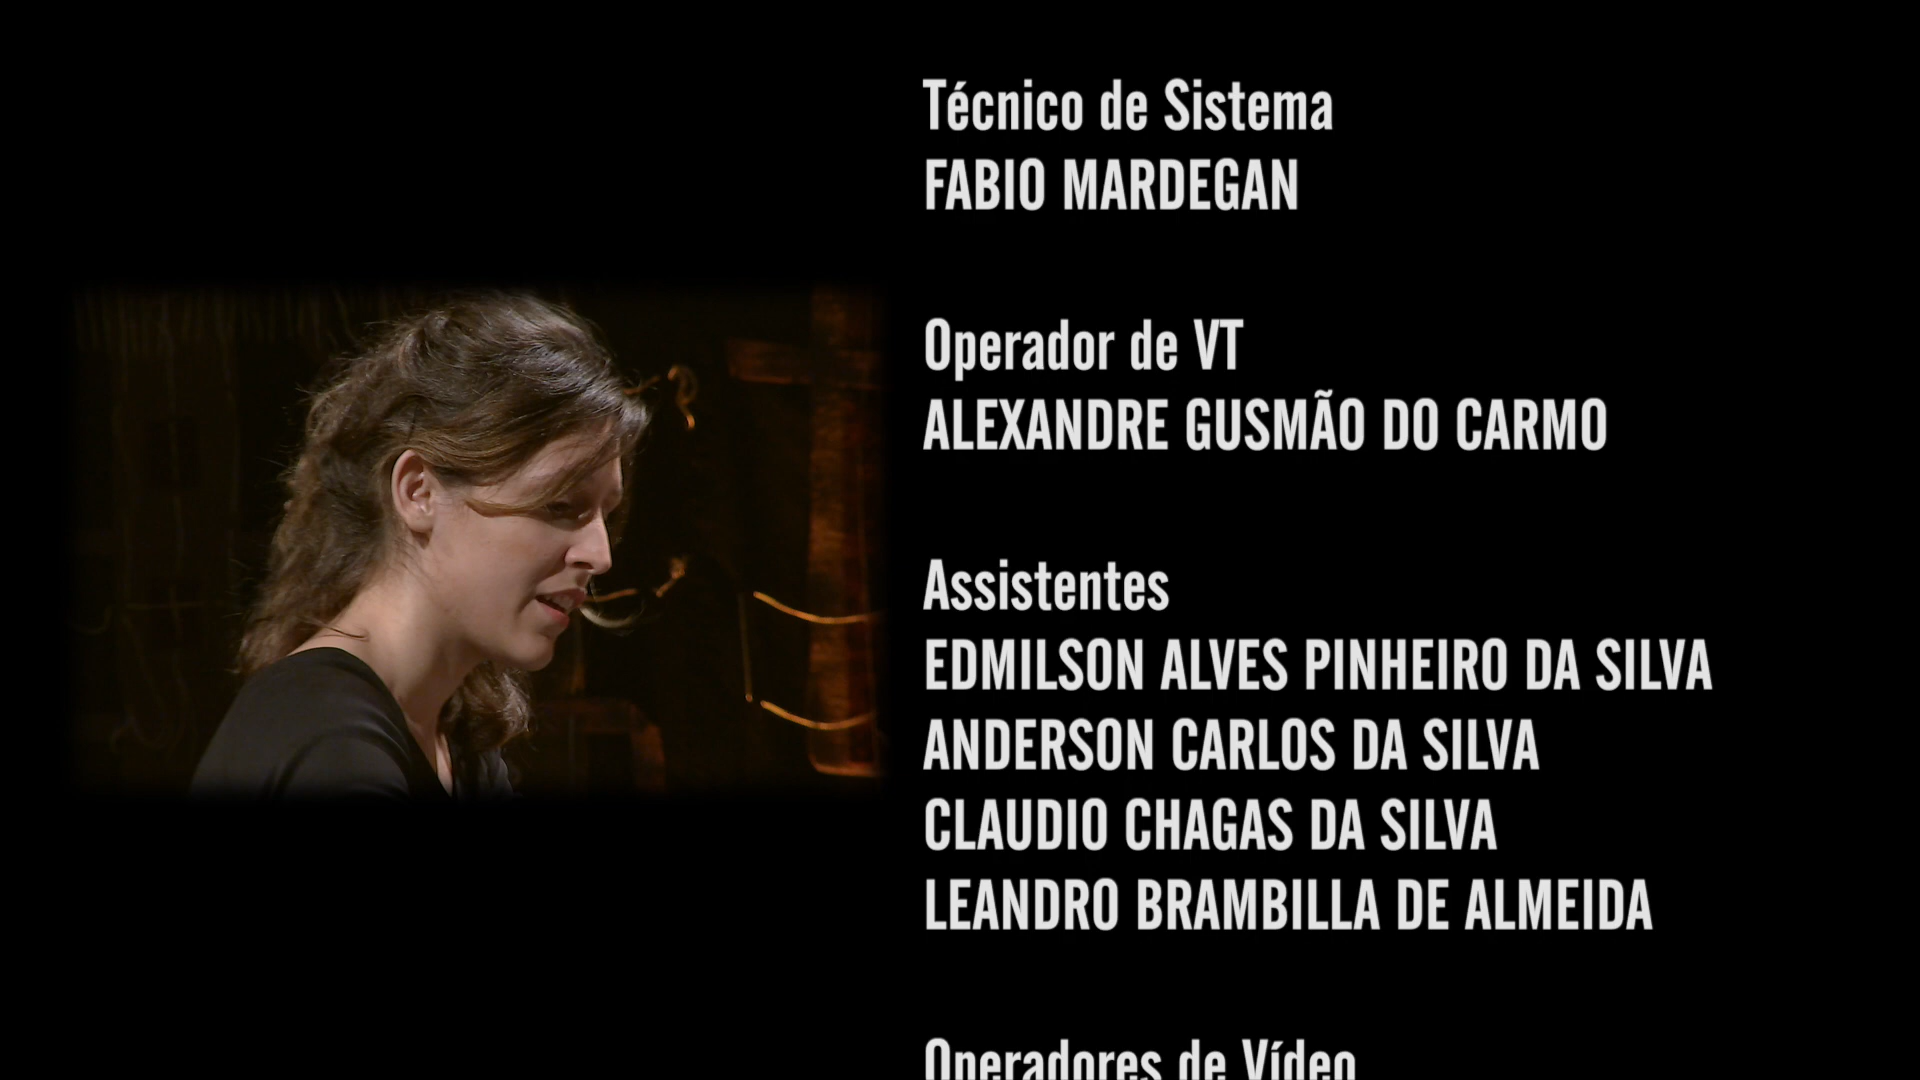 Técnico de Sistema
FABIO MARDEGAN
Operador de VT
ALEXANDRE GUSMÃO DO CARMO
Assistentes
EDMILSON ALVES PINHEIRO DA SILVA
ANDERSON CARLOS DA SILVA
CLAUDIO CHAGAS DA SILVA
LEANDRO BRAMBILLA DE ALMEIDA
Operadores de Vídeo